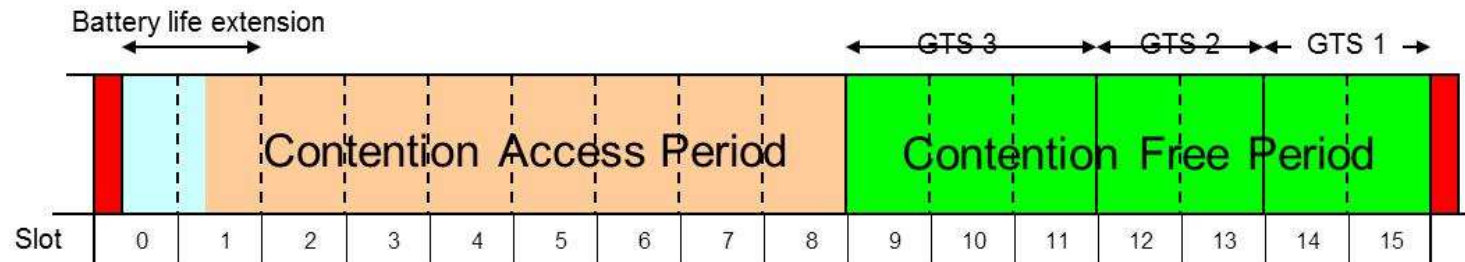 Battery life extension
GTS 3 GTS 2 GTS 1
Contention Access Period Contention Free Period
Slot 0 1 2 3 4 5 6 7 8 9 10 11 12 13 14 15